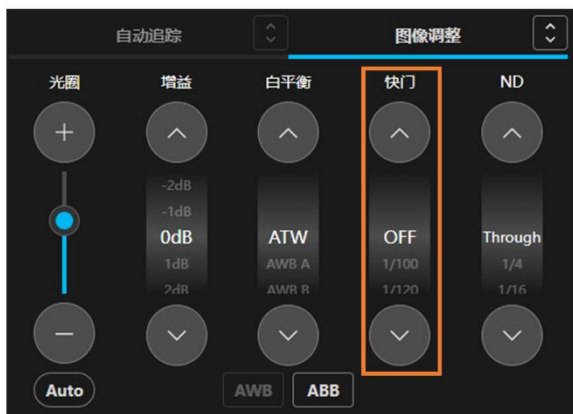 自动追踪 图像调整
光圈 增益 白平衡 快门 ND
-2dB
-1dB
0dB ATW OFF Through
1dB AWB A 1/100 1/4
2dB AWB B 1/120 1/16
Auto AWB ABB